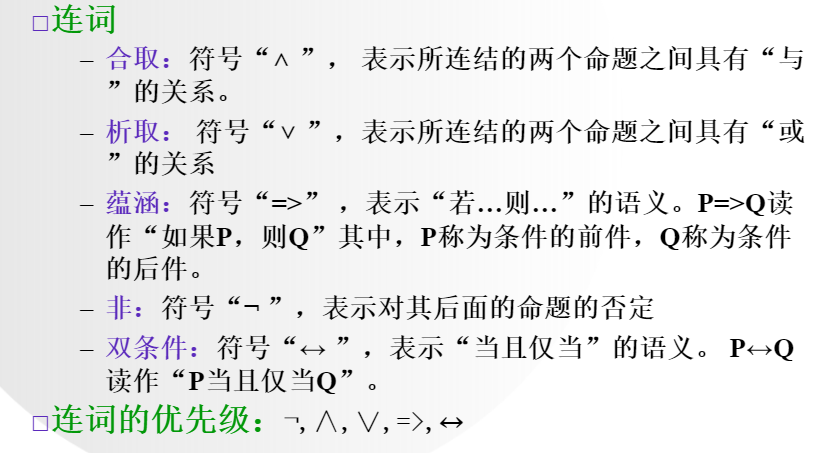 □连词
– 合取：符号“∧ ”， 表示所连结的两个命题之间具有“与
”的关系。
– 析取： 符号“∨ ”，表示所连结的两个命题之间具有“或
”的关系
– 蕴涵：符号“=>” ，表示“若…则…”的语义。P=>Q读
作“如果P，则Q”其中，P称为条件的前件，Q称为条件
的后件。
– 非：符号“¬ ”，表示对其后面的命题的否定
– 双条件：符号“↔ ”，表示“当且仅当”的语义。 P↔Q
读作“P当且仅当Q”。
□连词的优先级：¬,∧,∨,=>,↔